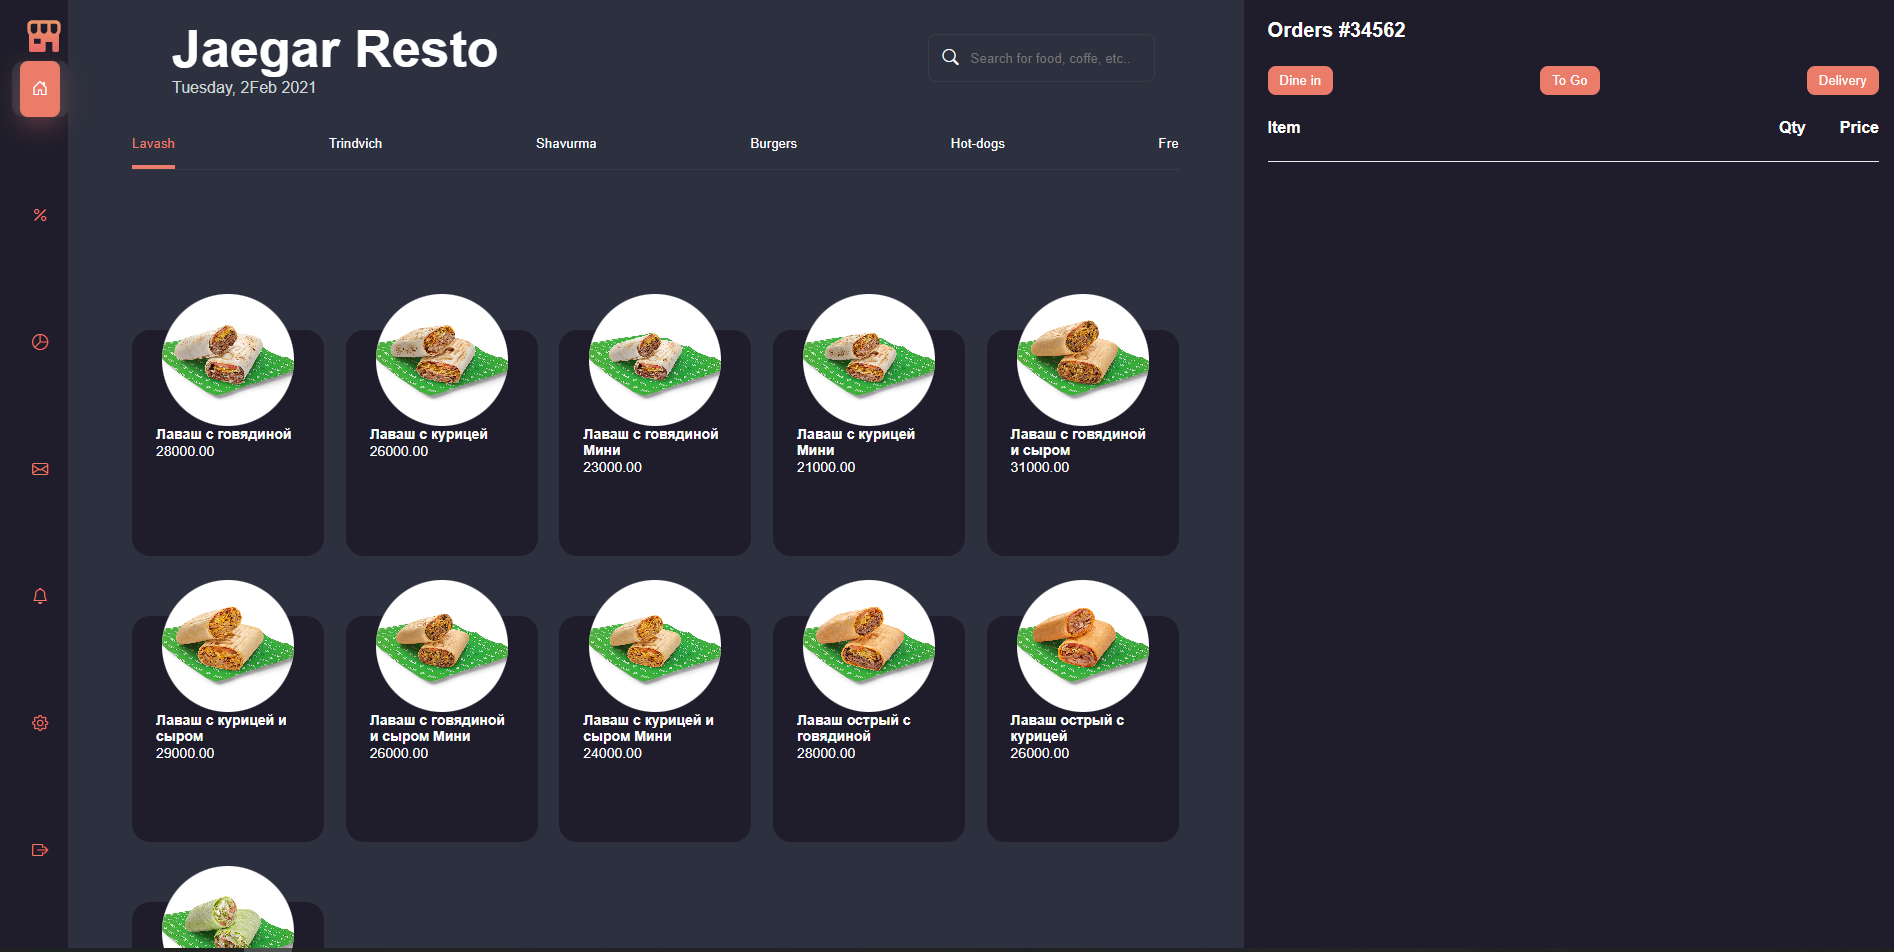 Jaegar Resto
Tuesday, 2Feb 2021
Search for food, coffe, etc..
Lavash
Trindvich
Shavurma
Burgers
Hot-dogs
Fre
Лаваш с говядиной
28000.00
Лаваш с курицей
26000.00
Лаваш с говядиной
Мини
23000.00
Лаваш с курицей
Мини
21000.00
Лаваш с говядиной
и сыром
31000.00
Лаваш с курицей и
сыром
29000.00
Лаваш с говядиной
и сыром Мини
26000.00
Лаваш с курицей и
сыром Мини
24000.00
Лаваш острый с
говядиной
28000.00
Лаваш острый с
курицей
26000.00
Orders #34562
Dine in
To Go
Delivery
Item
Qty
Price